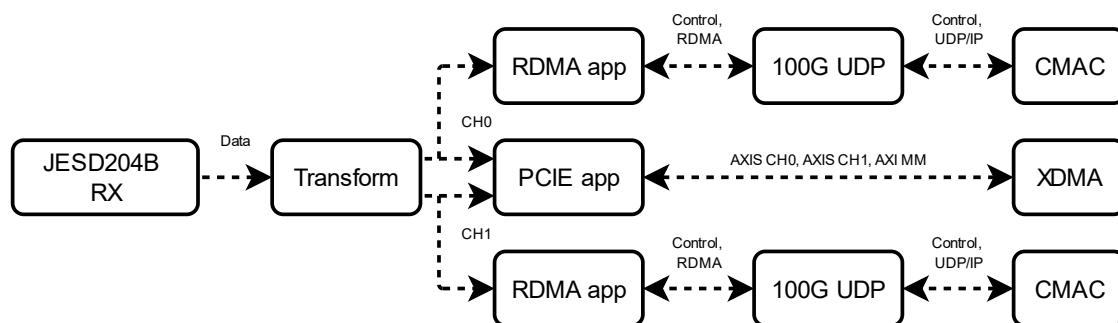 Control,
RDMA
Control,
UDP/IP
RDMA app
100G UDP
CMAC
CH0
Data
AXIS CH0, AXIS CH1, AXI MM
JESD204B
RX
Transform
PCIE app
XDMA
CH1
Control,
RDMA
Control,
UDP/IP
RDMA app
100G UDP
CMAC